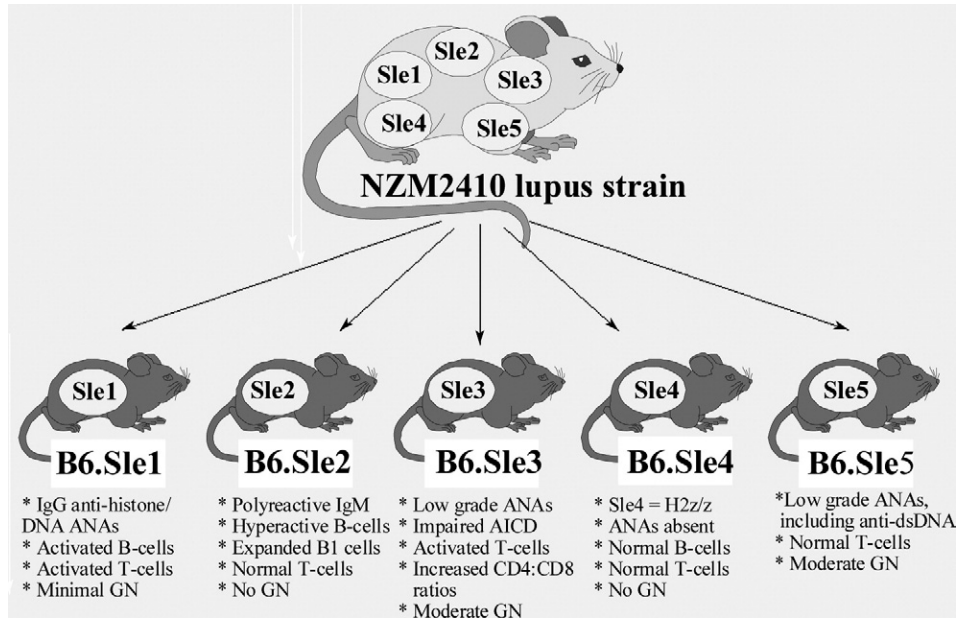 Sle2
Sle1
Sle3
Sle4
Sle5
NZM2410 lupus strain
Sle1
Sle2
Sle3
Sle4
Sle5
B6.Sle1
B6.Sle2
B6.Sle3
B6.Sle4
B6.Sle5
* IgG anti-histone/
DNA ANAs
* Activated B-cells
* Activated T-cells
* Minimal GN
* Polyreactive IgM
* Hyperactive B-cells
* Expanded B1 cells
* Normal T-cells
* No GN
* Low grade ANAs
* Impaired AICD
* Activated T-cells
* Increased CD4:CD8
ratios
* Moderate GN
* Sle4 = H2z/z
* ANAs absent
* Normal B-cells
* Normal T-cells
* No GN
*Low grade ANAs,
including anti-dsDNA
* Normal T-cells
* Moderate GN